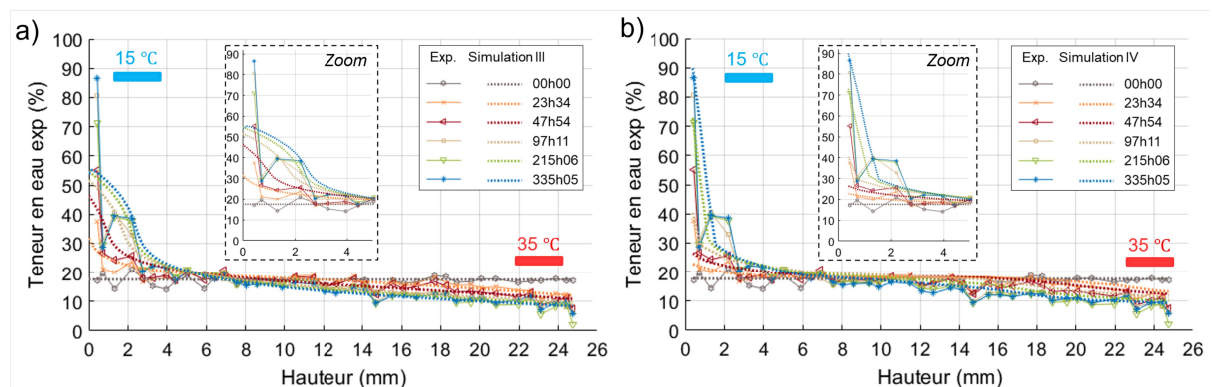 a)
15 °C
Zoom
Exp. Simulation III
00h00
23h34
47h54
97h11
215h06
335h05
35 °C
Teneur en eau exp (%)
100
90
80
70
60
50
40
30
20
10
0
90
80
70
60
50
40
30
20
10
0
0 2 4
0 2 4 6 8 10 12 14 16 18 20 22 24 26
Hauteur (mm)
b)
15 °C
Zoom
Exp. Simulation IV
00h00
23h34
47h54
97h11
215h06
335h05
35 °C
Teneur en eau exp (%)
100
90
80
70
60
50
40
30
20
10
0
90
80
70
60
50
40
30
20
10
0
0 2 4
0 2 4 6 8 10 12 14 16 18 20 22 24 26
Hauteur (mm)